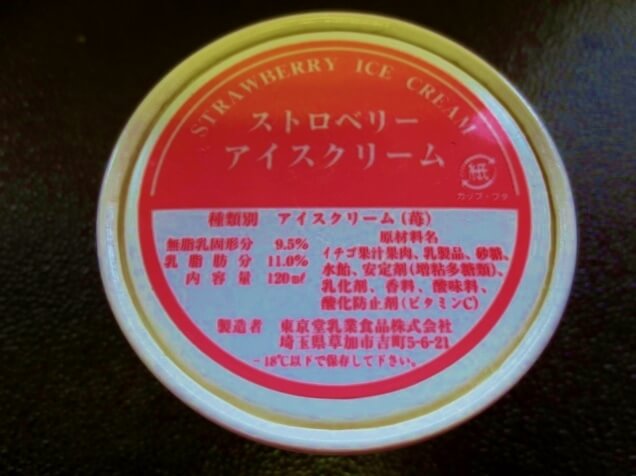 STRAWBERRY ICE CREAM
ストロベリー
アイスクリーム
紙
カップ・フタ
種類別 アイスクリーム(苺)
無脂乳固形分 9.5%
乳脂肪分 11.0%
内容量 120ml
原材料名
イチゴ果汁果肉、乳製品、砂糖、
水飴、安定剤(増粘多糖類)、
乳化剤、香料、酸味料、
酸化防止剤(ビタミンC)
製造者 東京堂乳業食品株式会社
埼玉県草加市吉町5-6-21
-18℃以下で保存して下さい。